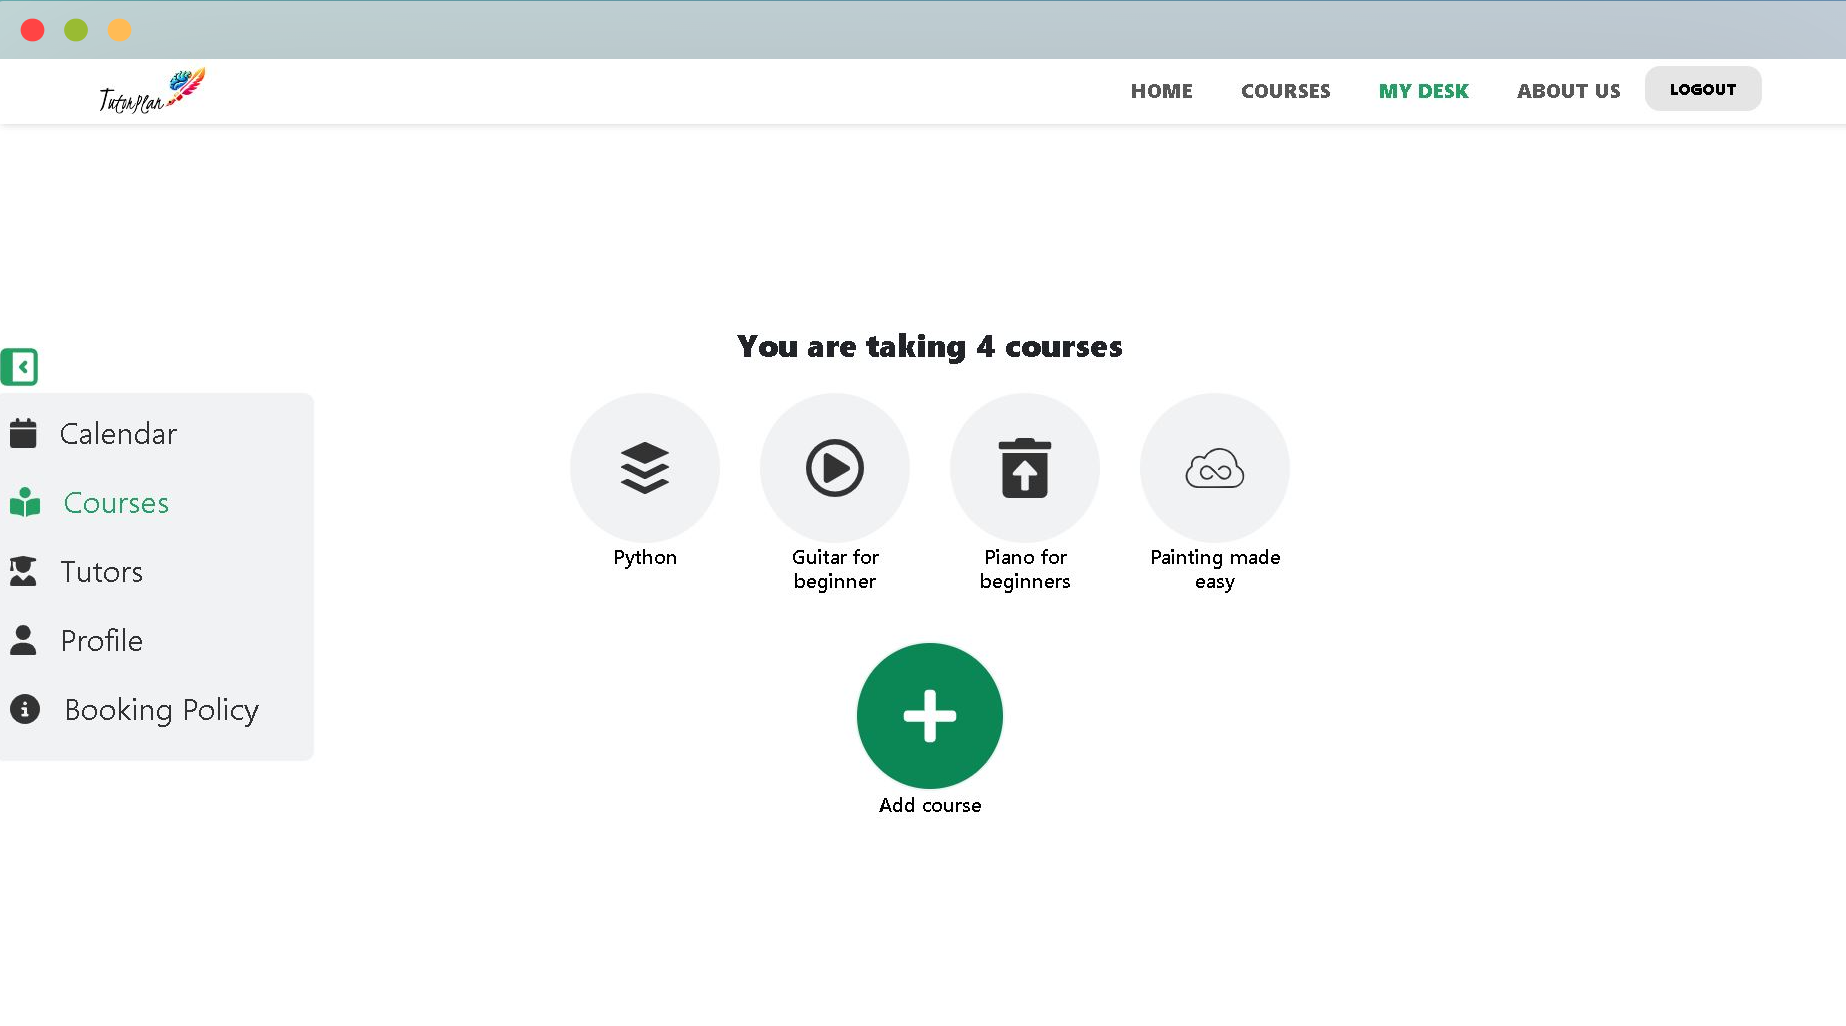 TutorPlan
HOME COURSES MY DESK ABOUT US LOGOUT
You are taking 4 courses
Calendar
Courses
Tutors
Profile
Booking Policy
Python
Guitar for
beginner
Piano for
beginners
Painting made
easy
Add course